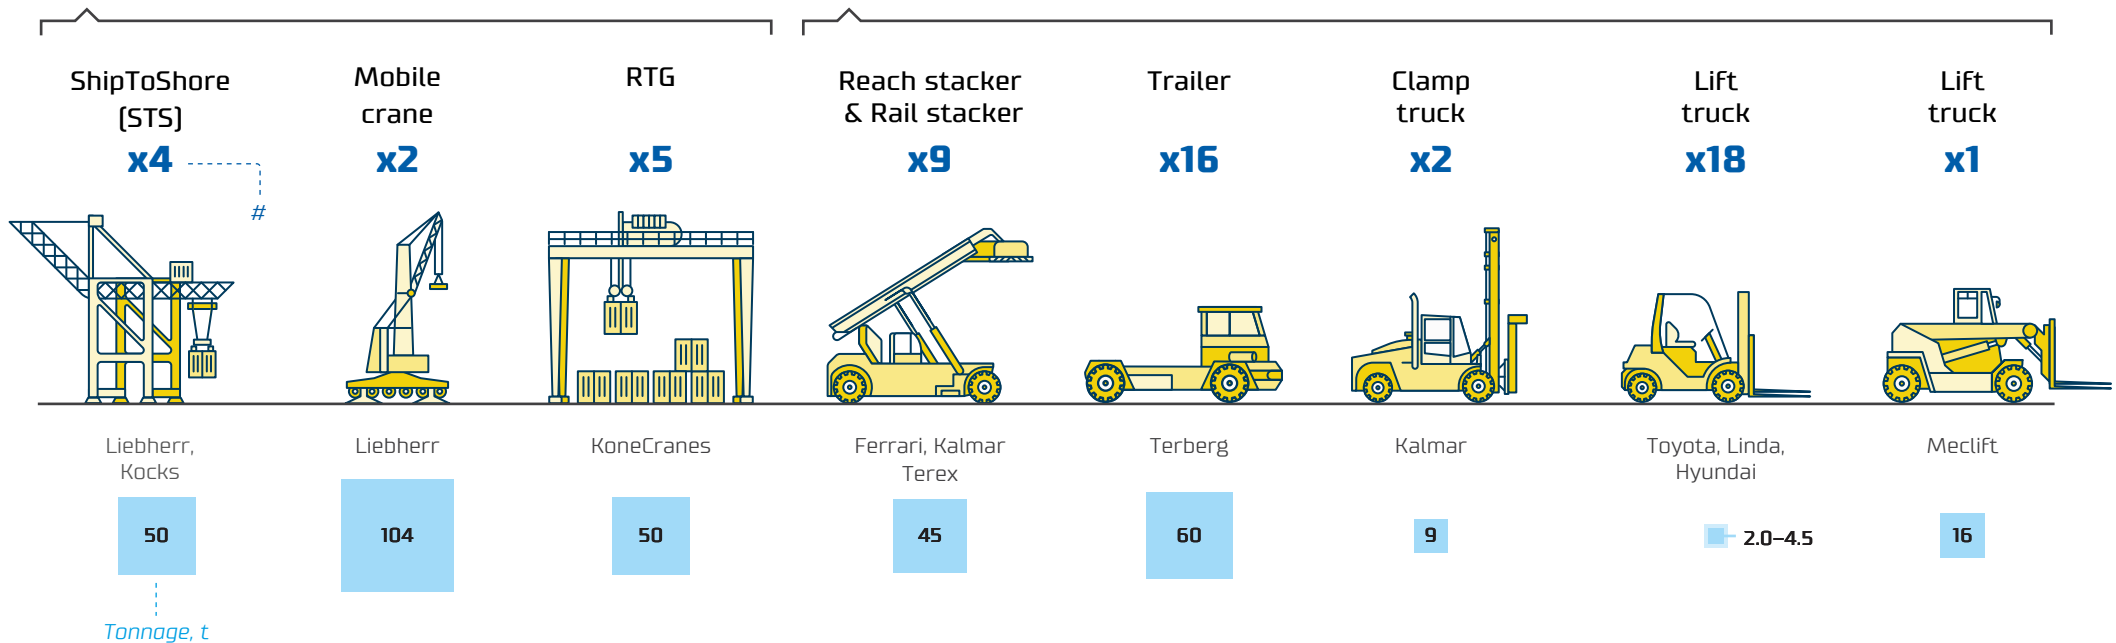 ShipToShore
(STS)
x4
#
Mobile
crane
x2
RTG
x5
Reach stacker
& Rail stacker
x9
Trailer
x16
Clamp
truck
x2
Lift
truck
x18
Lift
truck
x1
Liebherr,
Kocks
Liebherr
KoneCranes
Ferrari, Kalmar
Terex
Terberg
Kalmar
Toyota, Linda,
Hyundai
Meclift
50
104
50
45
60
9
2.0–4.5
16
Tonnage, t